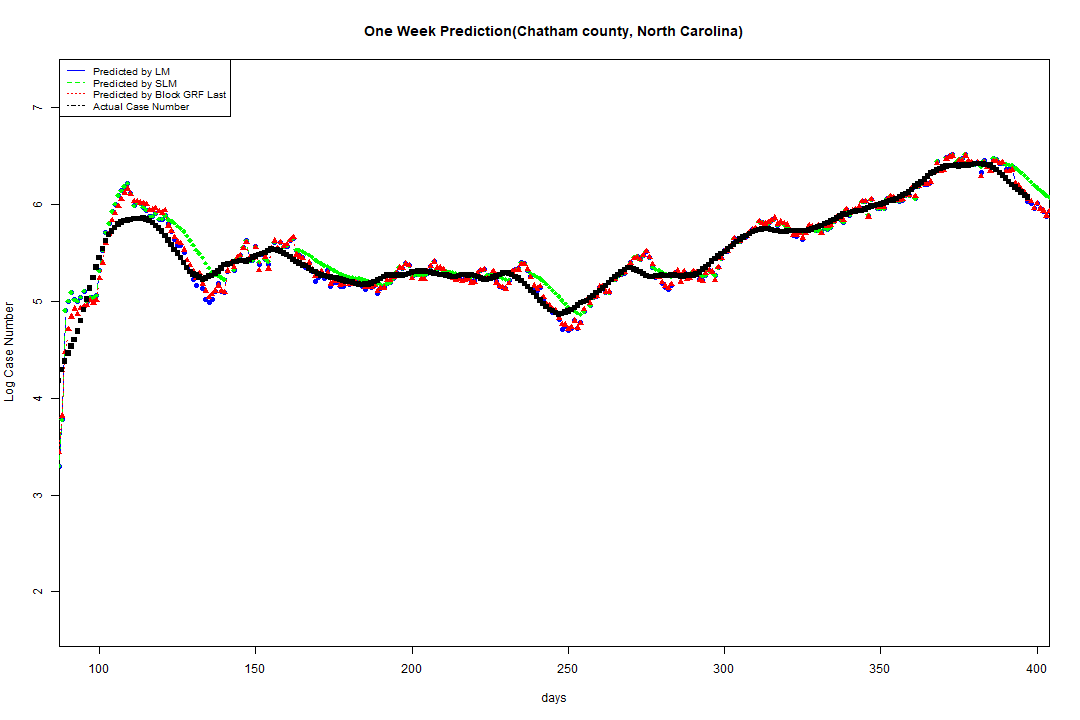 One Week Prediction(Chatham county, North Carolina)
Predicted by LM
Predicted by SLM
Predicted by Block GRF Last
Actual Case Number
7
6
5
4
3
2
Log Case Number
100 150 200 250 300 350 400
days